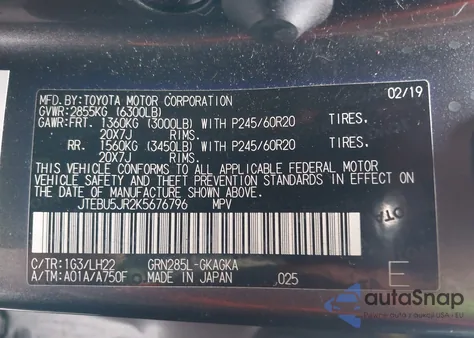 MFD.BY:TOYOTA MOTOR CORPORATION 02/19
GVWR:2855KG (6300LB)
GAWR:FRT. 1360KG (3000LB) WITH P245/60R20 TIRES.
20X7J RIMS.
RR. 1560KG (3450LB) WITH P245/60R20 TIRES.
20X7J RIMS.
THIS VEHICLE CONFORMS TO ALL APPLICABLE FEDERAL MOTOR
VEHICLE SAFETY AND THEFT PREVENTION STANDARDS IN EFFECT ON
THE DATE OF MANUFACTURE SHOWN ABOVE.
JTEBU5JR2K5676796 MPV
C/TR:1G3/LH22 GRN285L-GKAGKA
A/TM:A01A/A750F MADE IN JAPAN 025
E
autoSnap